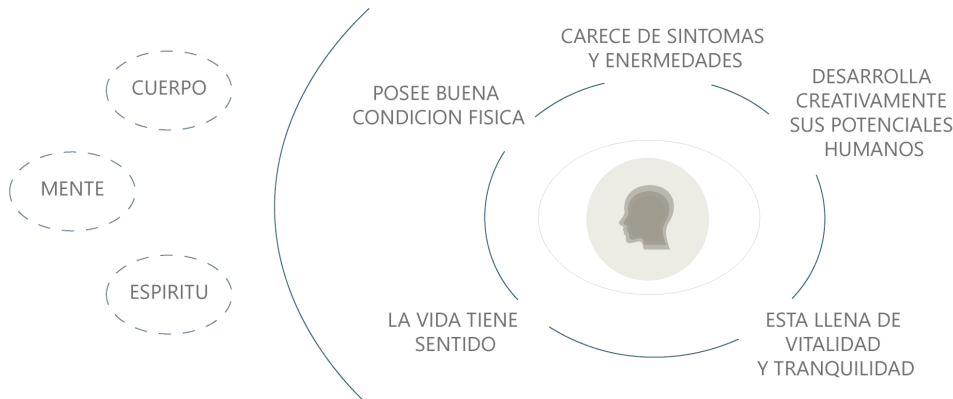 CUERPO
MENTE
ESPIRITU
POSEE BUENA
CONDICION FISICA
CARECE DE SINTOMAS
Y ENERMEDADES
DESARROLLA
CREATIVAMENTE
SUS POTENCIALES
HUMANOS
LA VIDA TIENE
SENTIDO
ESTA LLENA DE
VITALIDAD
Y TRANQUILIDAD